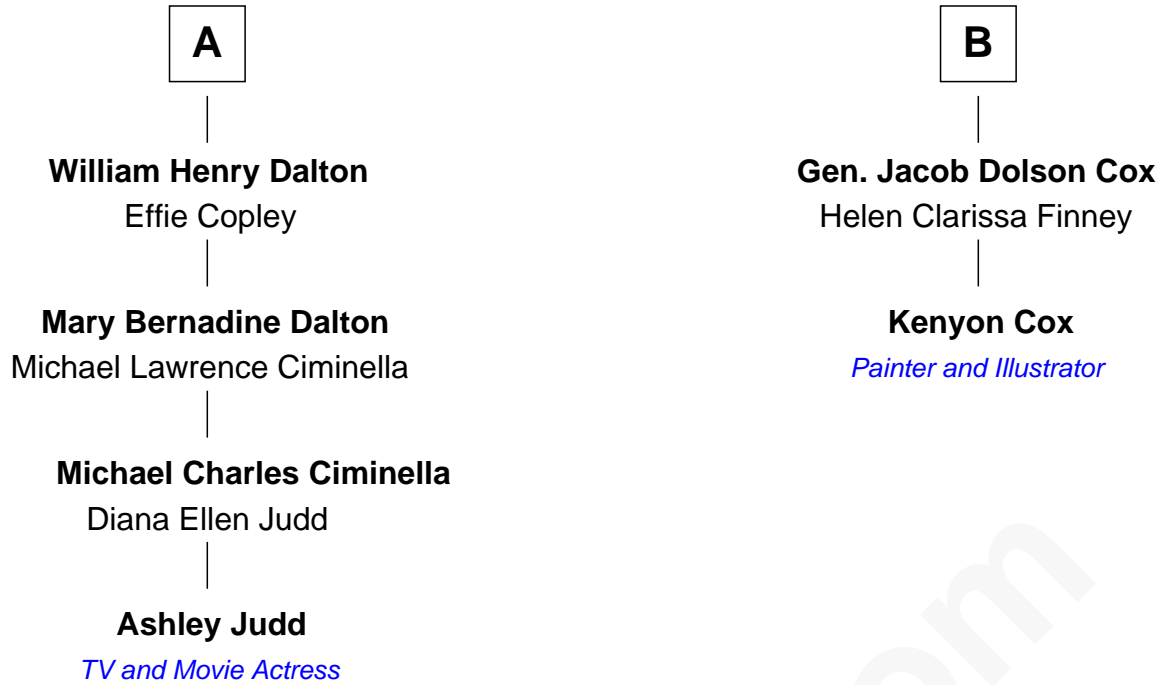 A
William Henry Dalton
Effie Copley
Mary Bernadine Dalton
Michael Lawrence Ciminella
Michael Charles Ciminella
Diana Ellen Judd
Ashley Judd
TV and Movie Actress
B
Gen. Jacob Dolson Cox
Helen Clarissa Finney
Kenyon Cox
Painter and Illustrator
om